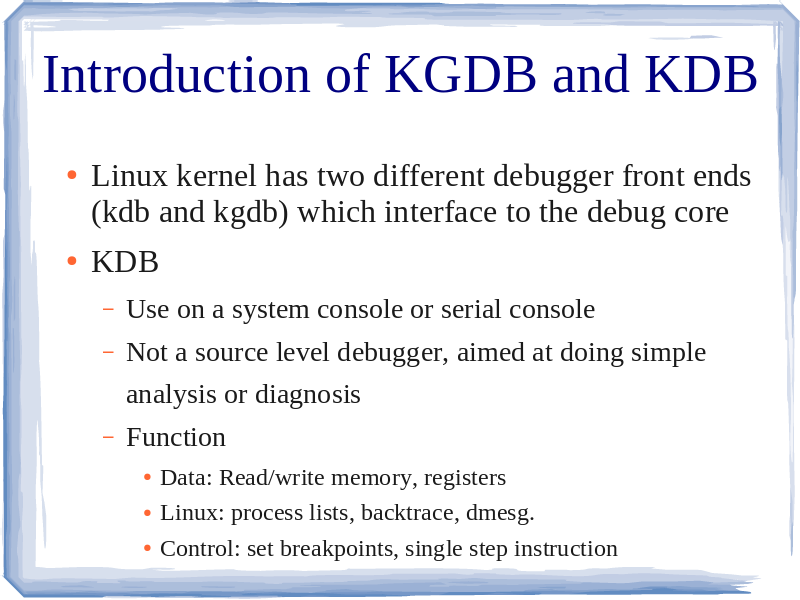 Introduction of KGDB and KDB
• Linux kernel has two different debugger front ends
(kdb and kgdb) which interface to the debug core
• KDB
– Use on a system console or serial console
– Not a source level debugger, aimed at doing simple
analysis or diagnosis
– Function
• Data: Read/write memory, registers
• Linux: process lists, backtrace, dmesg.
• Control: set breakpoints, single step instruction